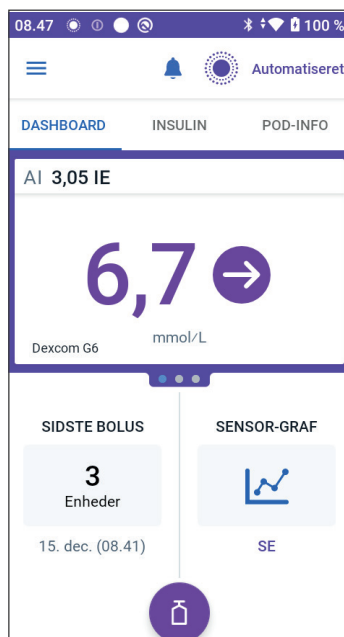 08.47 100 %
Automatiseret
DASHBOARD INSULIN POD-INFO
AI 3,05 IE
6,7
mmol/L
Dexcom G6
SIDSTE BOLUS
3
Enheder
15. dec. (08.41)
SENSOR-GRAF
SE